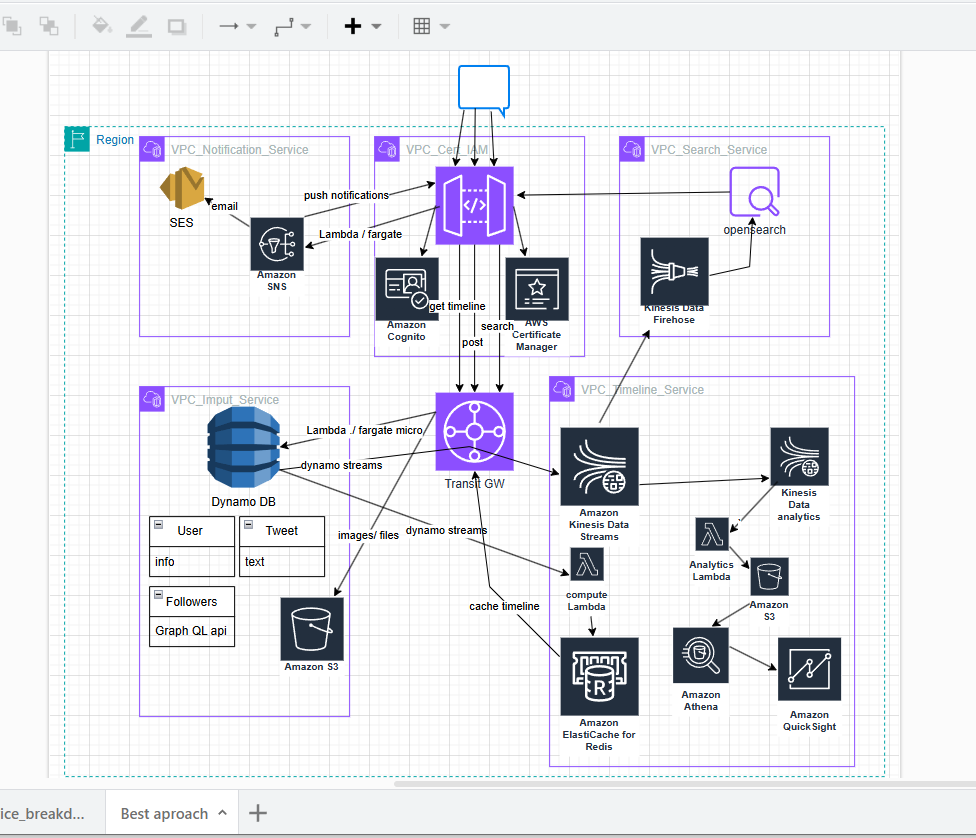 Region
VPC_Notification_Service
VPC_Cert_IAM
VPC_Search_Service
push notifications
email
SES
Lambda / fargate
opensearch
Amazon
SNS
get timeline
Kinesis Data
Firehose
Amazon
Cognito
search
AWS
Certificate
Manager
post
VPC_Imput_Service
VPC_Timeline_Service
Lambda ./ fargate micro
dynamo streams
Transit GW
Dynamo DB
Kinesis
Data
analytics
Amazon
Kinesis Data
Streams
User
info
Tweet
text
images/ files
dynamo streams
Analytics
Lambda
Followers
Graph QL api
compute
Lambda
cache timeline
Amazon
S3
Amazon S3
R
Amazon
Athena
Amazon
QuickSight
Amazon
ElastiCache for
Redis
ice_breakd...
Best aproach